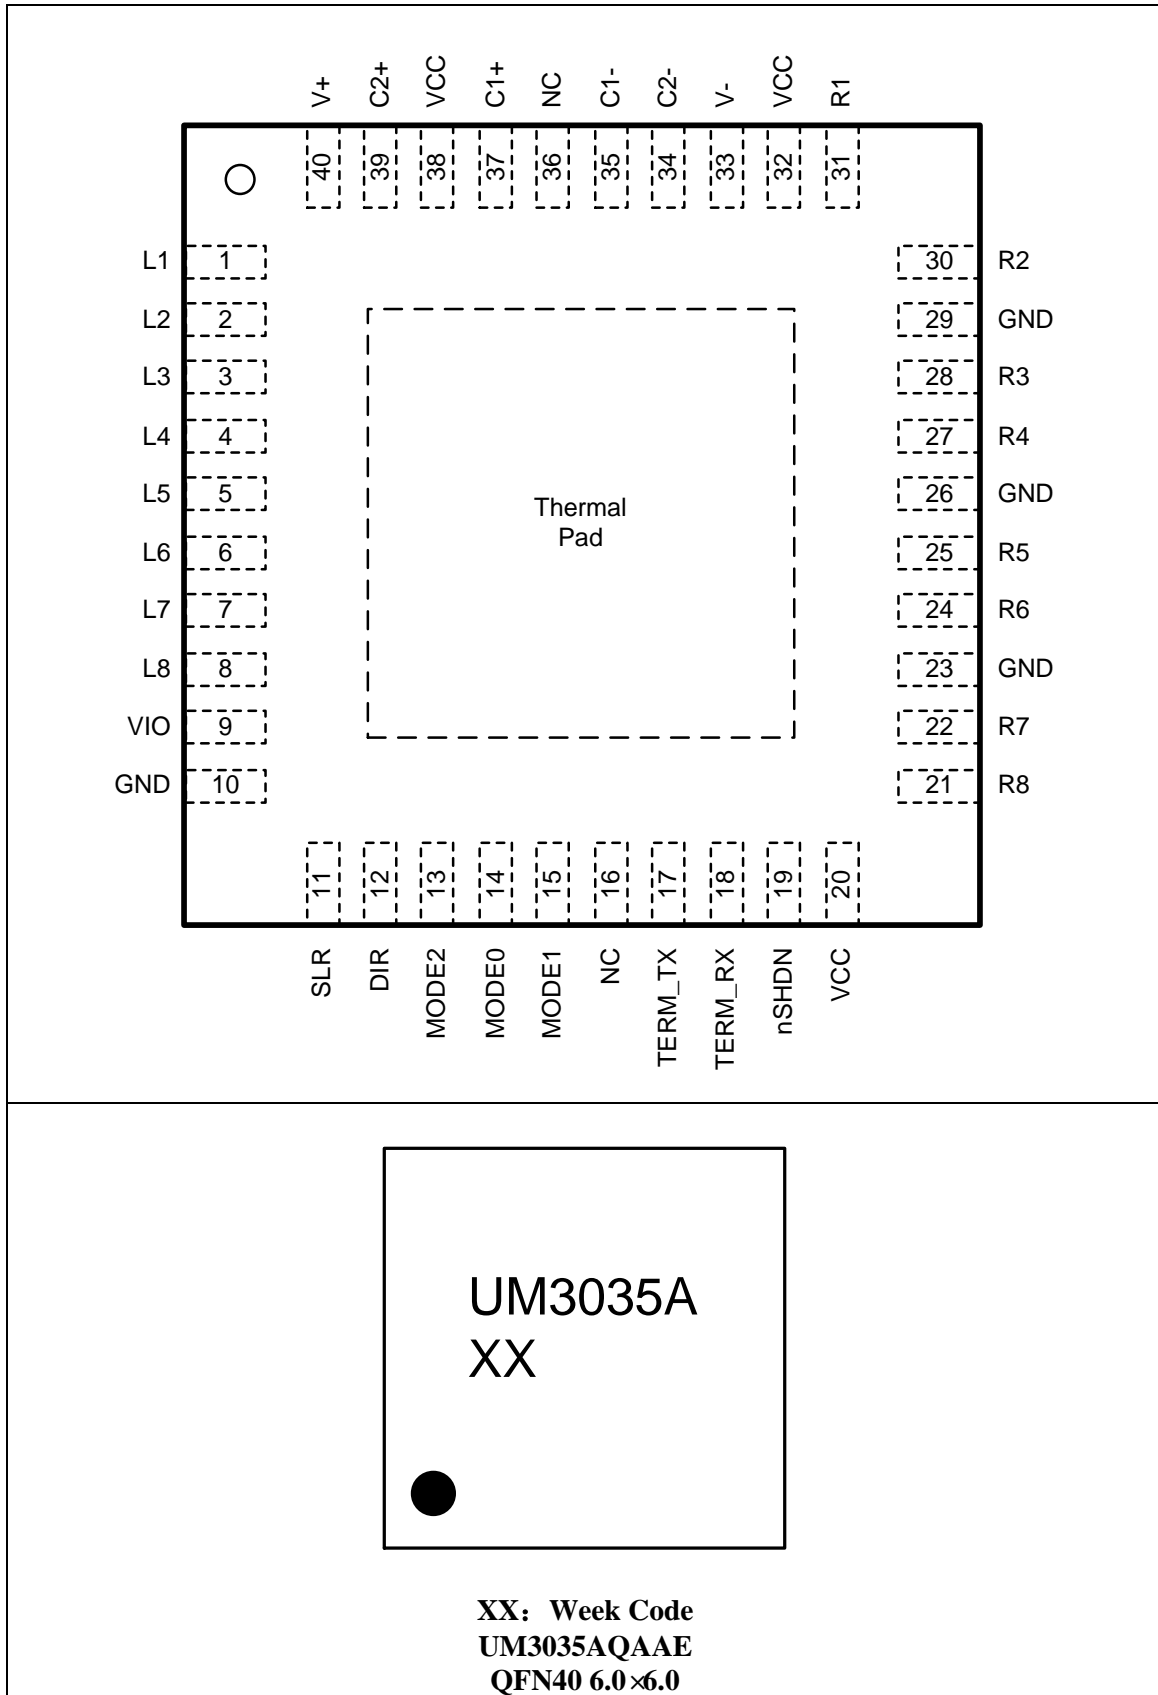 V+ C2+ VCC C1+ NC C1- C2- V- VCC R1
40 39 38 37 36 35 34 33 32 31
L1 1 30 R2
L2 2 29 GND
L3 3 28 R3
L4 4 27 R4
L5 5 26 GND
Thermal
Pad
L6 6 25 R5
L7 7 24 R6
L8 8 23 GND
VIO 9 22 R7
GND 10 21 R8
11 12 13 14 15 16 17 18 19 20
SLR DIR MODE2 MODE0 MODE1 NC TERM_TX TERM_RX nSHDN VCC
UM3035A
XX
XX：Week Code
UM3035AQAAE
QFN40 6.0×6.0